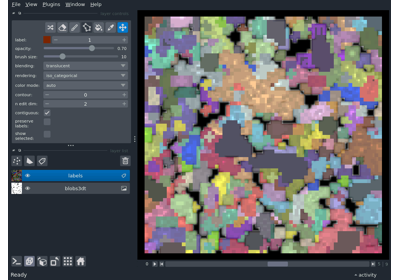 File View Plugins Window Help
label: 1
opacity: 0.70
brush size: 10
blending: translucent
rendering: iso_categorical
color mode: auto
contour: 0
n edit dim: 2
contiguous:
preserve
labels:
show
selected:
labels
blobs3dt
Ready
activity